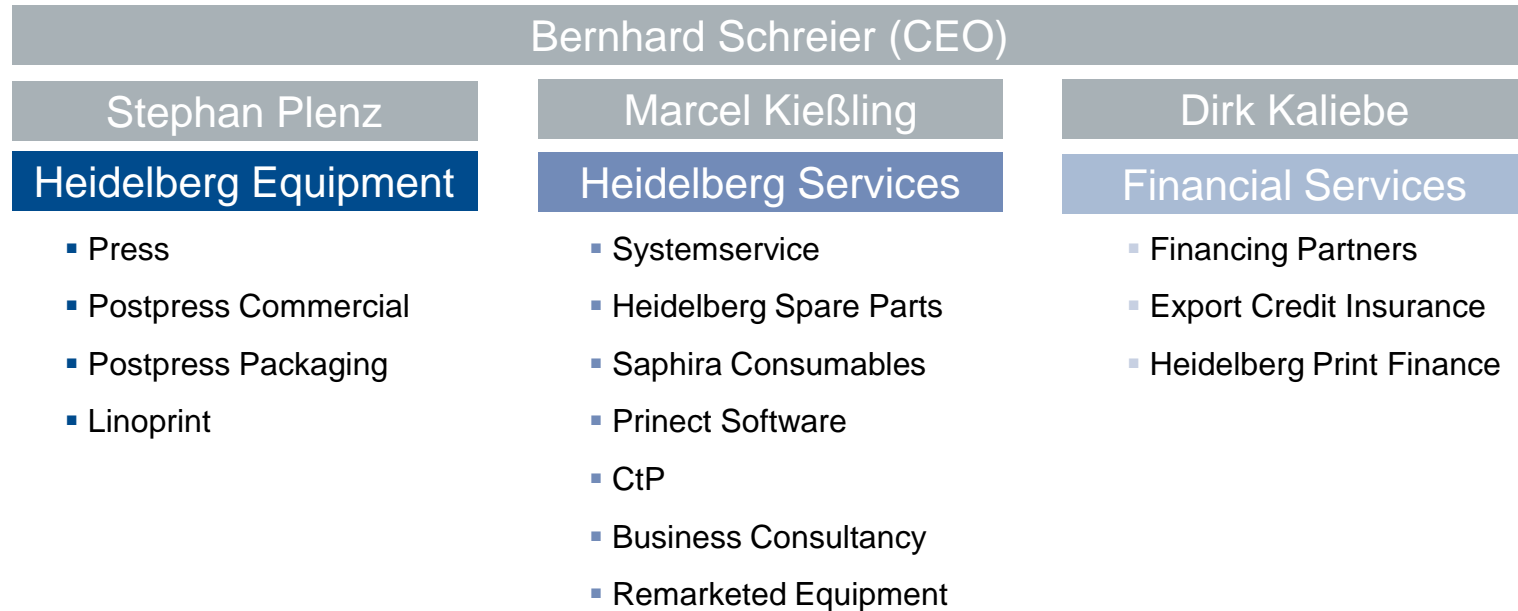 Bernhard Schreier (CEO)
Stephan Plenz
Heidelberg Equipment
▪ Press
▪ Postpress Commercial
▪ Postpress Packaging
▪ Linoprint
Marcel Kießling
Heidelberg Services
▪ Systemservice
▪ Heidelberg Spare Parts
▪ Saphira Consumables
▪ Prinect Software
▪ CtP
▪ Business Consultancy
▪ Remarketed Equipment
Dirk Kaliebe
Financial Services
▪ Financing Partners
▪ Export Credit Insurance
▪ Heidelberg Print Finance